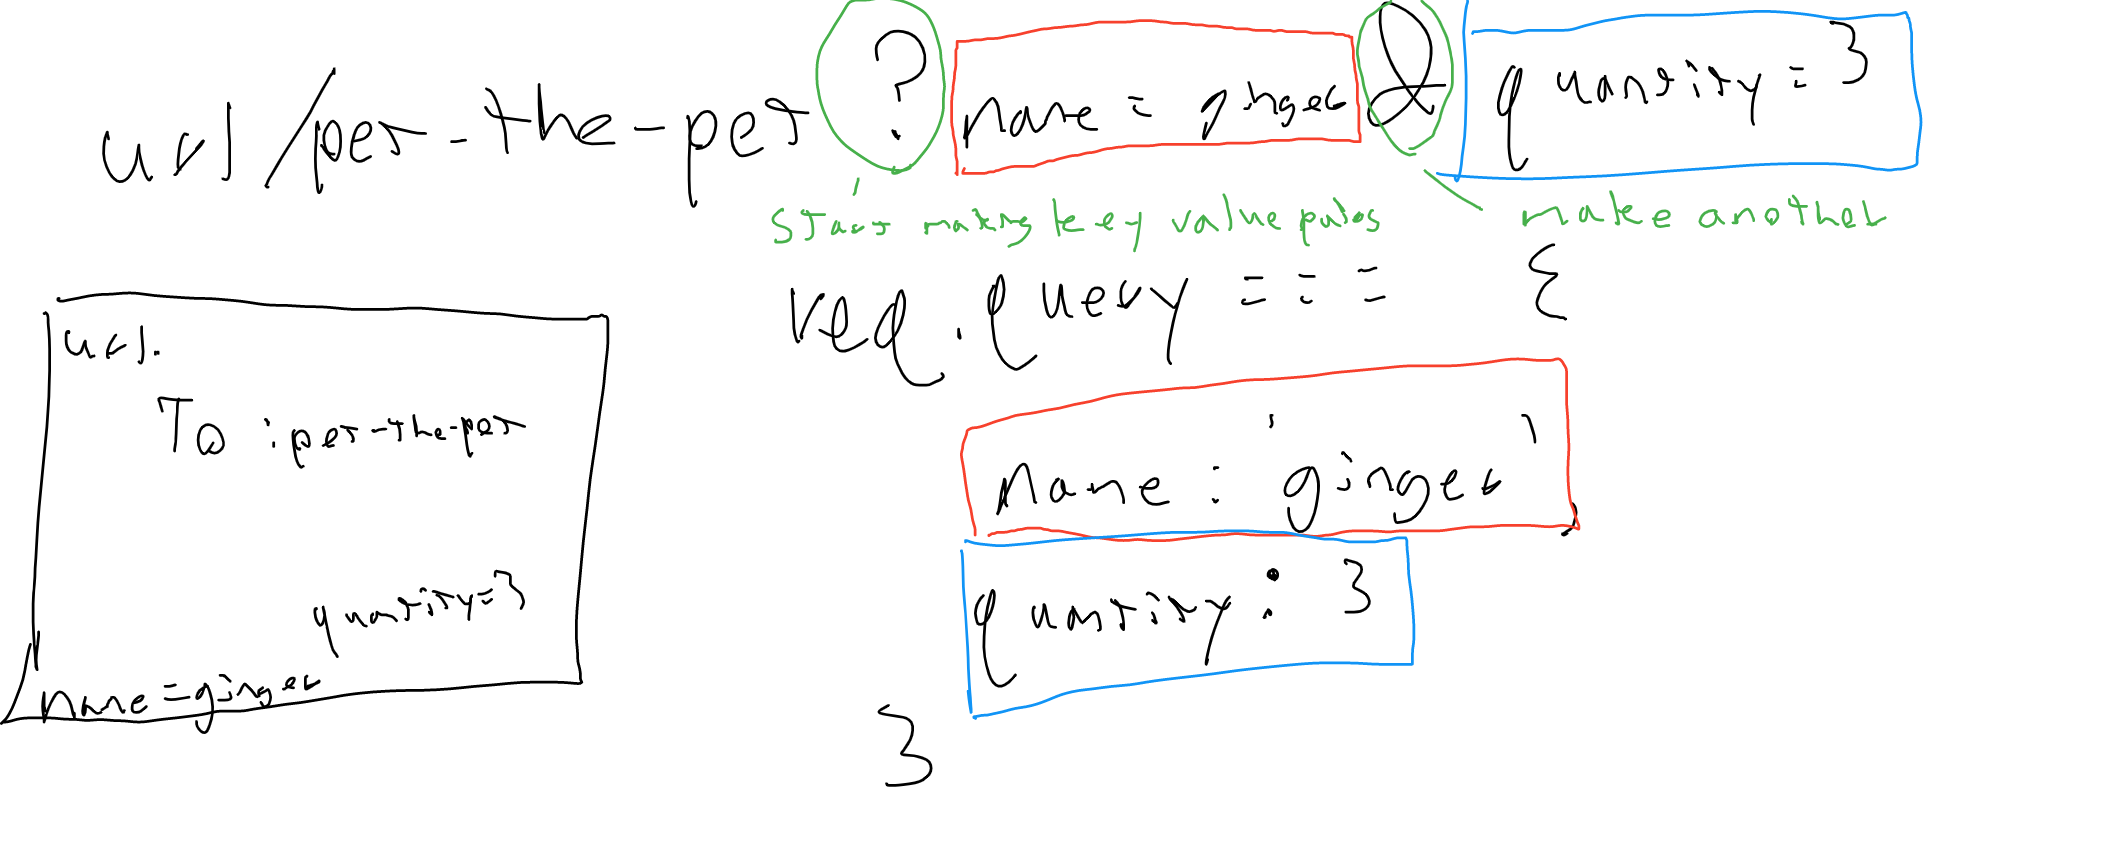 url/pet-the-pet?name=ginger&quantity=3
Start making key value pairs
make another
req.query === {
name: 'ginger',
quantity: 3
}
url.
To: pet-the-pet
quantity=3
name=ginger